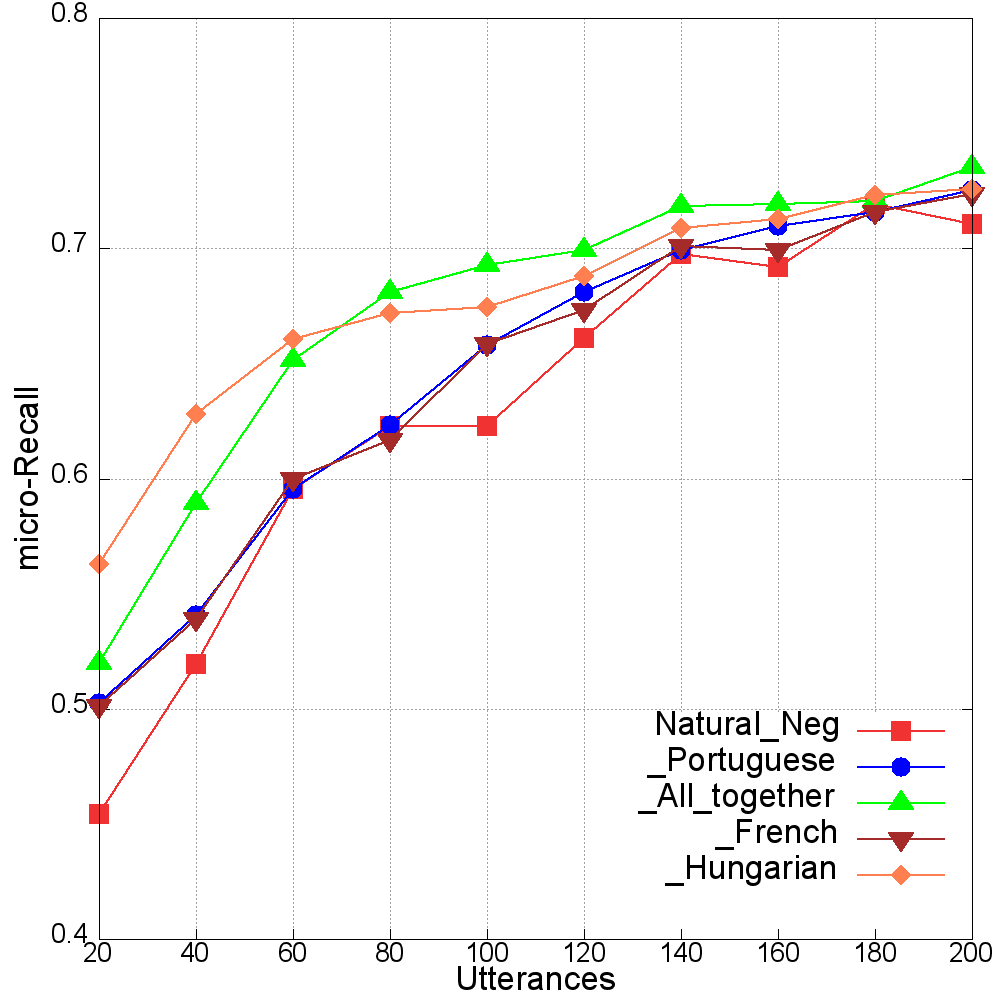 0.8
0.7
0.6
0.5
0.4
micro-Recall
Natural_Neg
_Portuguese
_All_together
_French
_Hungarian
20 40 60 80 100 120 140 160 180 200
Utterances